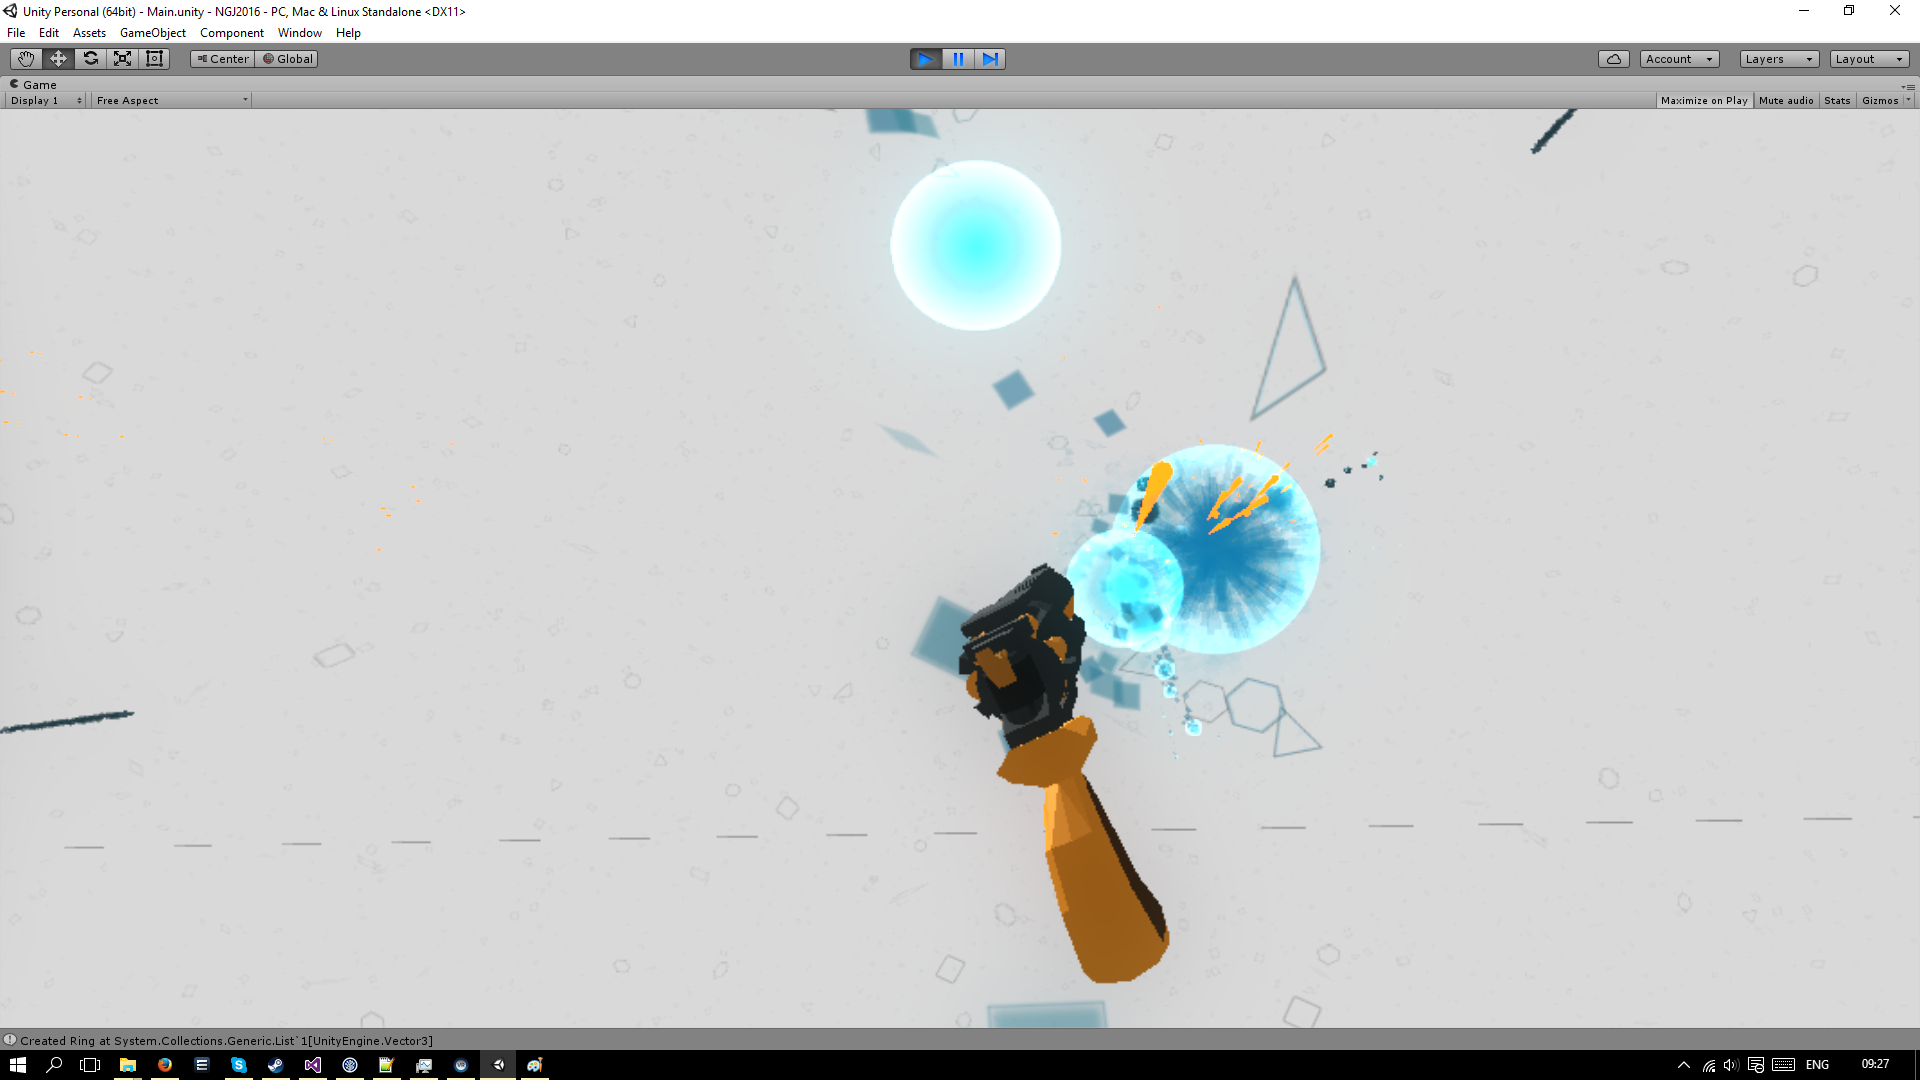 Unity Personal (64bit) - Main.unity - NGJ2016 - PC, Mac & Linux Standalone <DX11>
File Edit Assets GameObject Component Window Help
Center Global Account Layers Layout
Game
Display 1 Free Aspect Maximize on Play Mute audio Stats Gizmos
Created Ring at System.Collections.Generic.List`1[UnityEngine.Vector3]
ENG 09:27